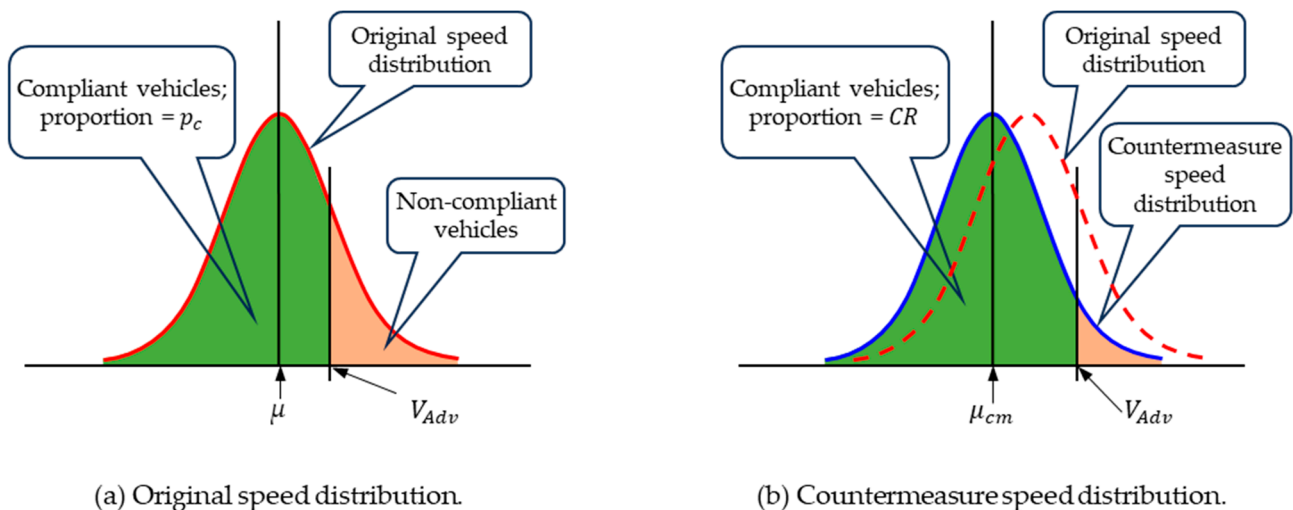 Original speed
distribution
Compliant vehicles;
proportion = p_c
Non-compliant
vehicles
μ
V_Adv
(a) Original speed distribution.
Original speed
distribution
Compliant vehicles;
proportion = CR
Countermeasure
speed
distribution
μ_cm
V_Adv
(b) Countermeasure speed distribution.